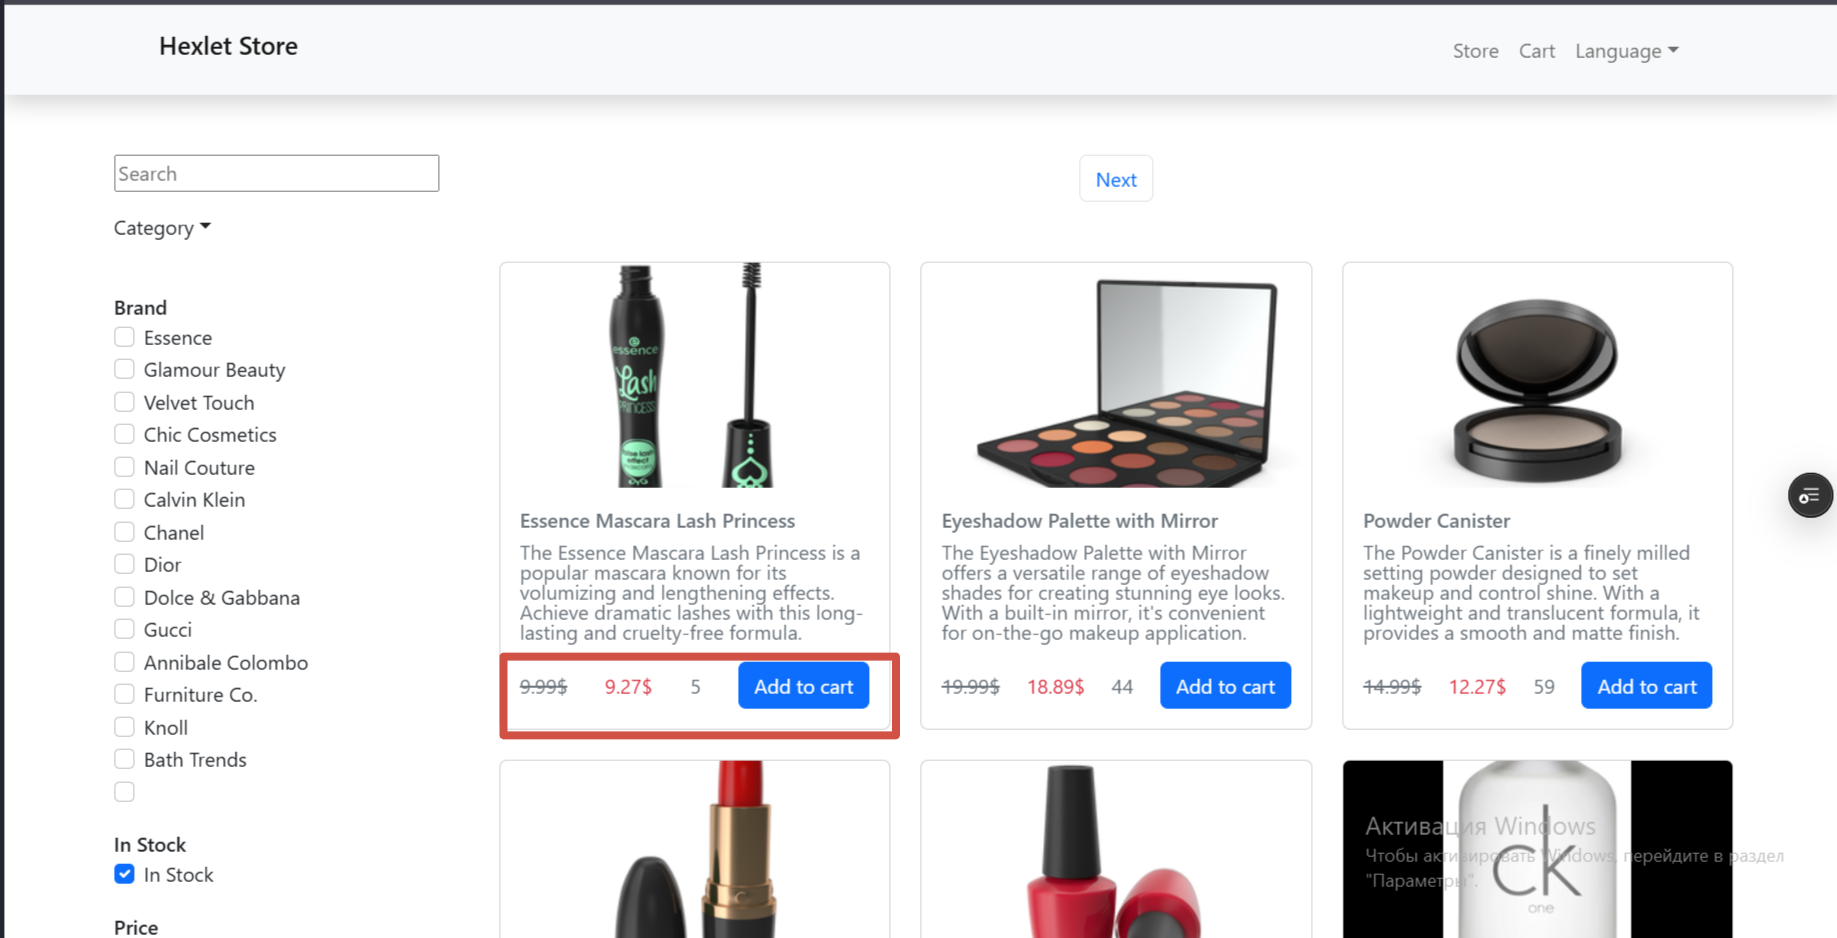 Hexlet Store
Store Cart Language
Search
Next
Category
Brand
Essence
Glamour Beauty
Velvet Touch
Chic Cosmetics
Nail Couture
Calvin Klein
Chanel
Dior
Dolce & Gabbana
Gucci
Annibale Colombo
Furniture Co.
Knoll
Bath Trends
In Stock
In Stock
Price
essence
Lash
PRINCESS
false lash
effect
Essence Mascara Lash Princess
The Essence Mascara Lash Princess is a
popular mascara known for its
volumizing and lengthening effects.
Achieve dramatic lashes with this long-
lasting and cruelty-free formula.
9.99$ 9.27$ 5 Add to cart
Eyeshadow Palette with Mirror
The Eyeshadow Palette with Mirror
offers a versatile range of eyeshadow
shades for creating stunning eye looks.
With a built-in mirror, it's convenient
for on-the-go makeup application.
19.99$ 18.89$ 44 Add to cart
Powder Canister
The Powder Canister is a finely milled
setting powder designed to set
makeup and control shine. With a
lightweight and translucent formula, it
provides a smooth and matte finish.
14.99$ 12.27$ 59 Add to cart
CK
one
Активация Windows
Чтобы активировать Windows, перейдите в раздел
"Параметры".